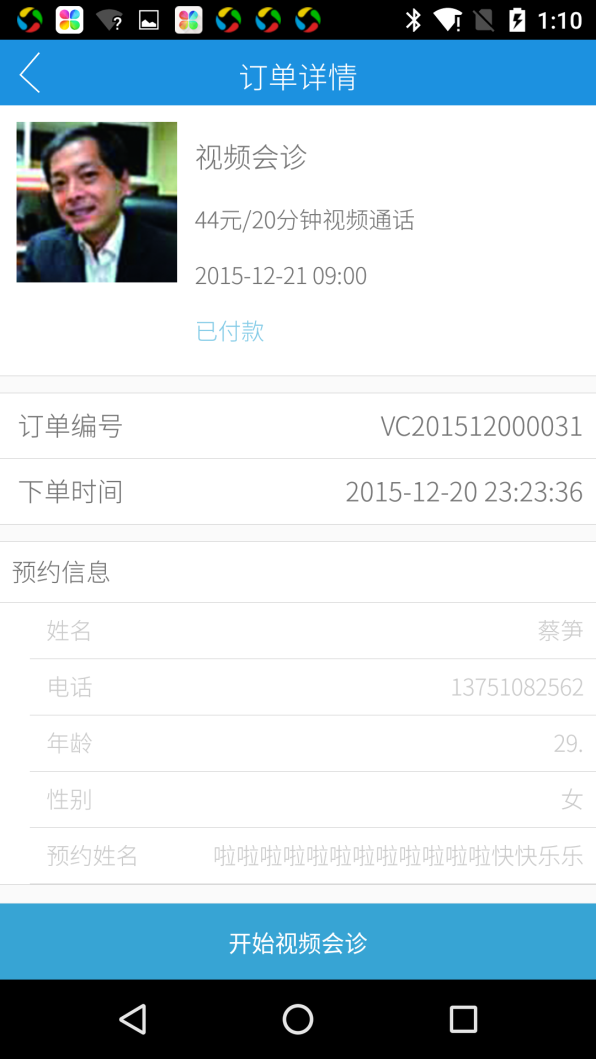 1:10
订单详情
视频会诊
44元/20分钟视频通话
2015-12-21 09:00
已付款
订单编号 VC201512000031
下单时间 2015-12-20 23:23:36
预约信息
姓名 蔡笋
电话 13751082562
年龄 29.
性别 女
预约姓名 啦啦啦啦啦啦啦啦啦啦啦啦快快乐乐
开始视频会诊